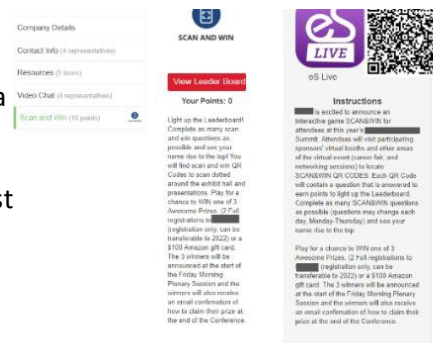 Company Details
Contact Info (4 representatives)
Resources (5 items)
a
Video Chat (4 representatives)
Scan and Win (10 points)
st
SCAN AND WIN
View Leader Board
Your Points: 0
Light up the Leaderboard!
Complete as many scan
and win questions as
possible and see your
name rise to the top! You
will find scan and win QR
Codes to scan dotted
around the exhibit hall and
presentations. Play for a
chance to WIN one of 3
Awesome Prizes, (2 Full
registrations to
(registration only, can be
transferable to 2022) or a
$100 Amazon gift card.
The 3 winners will be
announced at the start of
the Friday Morning
Plenary Session and the
winners will also receive
an email confirmation of
how to claim their prize at
the end of the Conference.
eS
LIVE
eS Live
Instructions
is excited to announce an
interactive game SCAN&WIN for
attendees at this year's
Summit. Attendees will visit participating
sponsors' virtual booths and other areas
of the virtual event (career fair, and
networking sessions) to locate
SCAN&WIN QR CODES. Each QR Code
will contain a question that is answered to
earn points to light up the Leaderboard.
Complete as many SCAN&WIN questions
as possible (questions may change each
day, Monday-Thursday) and see your
name rise to the top
Play for a chance to WIN one of 3
Awesome Prizes, (2 Full registrations to
(registration only, can be
transferable to 2022) or a $100 Amazon
gift card. The 3 winners will be announced
at the start of the Friday Morning Plenary
Session and the winners will also receive
an email confirmation of how to claim their
prize at the end of the Conference.